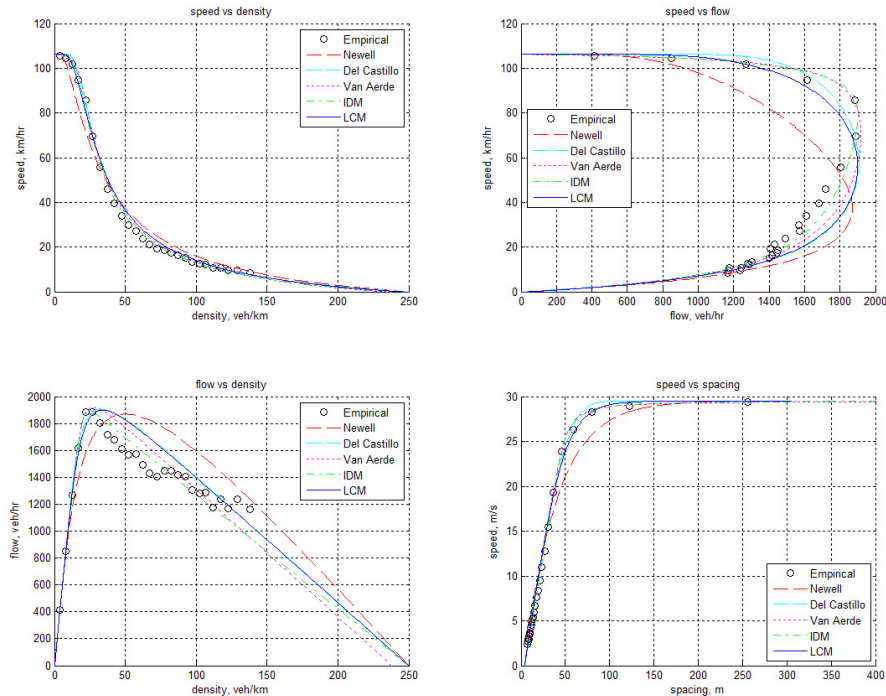 speed vs density
120
100
80
60
40
20
0
speed, km/hr
0 50 100 150 200 250
density, veh/km
Empirical
Newell
Del Castillo
Van Aerde
IDM
LCM
speed vs flow
120
100
80
60
40
20
0
speed, km/hr
0 200 400 600 800 1000 1200 1400 1600 1800 2000
flow, veh/hr
Empirical
Newell
Del Castillo
Van Aerde
IDM
LCM
flow vs density
2000
1800
1600
1400
1200
1000
800
600
400
200
0
flow, veh/hr
0 50 100 150 200 250
density, veh/km
Empirical
Newell
Del Castillo
Van Aerde
IDM
LCM
speed vs spacing
30
25
20
15
10
5
0
speed, m/s
0 50 100 150 200 250 300 350 400
spacing, m
Empirical
Newell
Del Castillo
Van Aerde
IDM
LCM